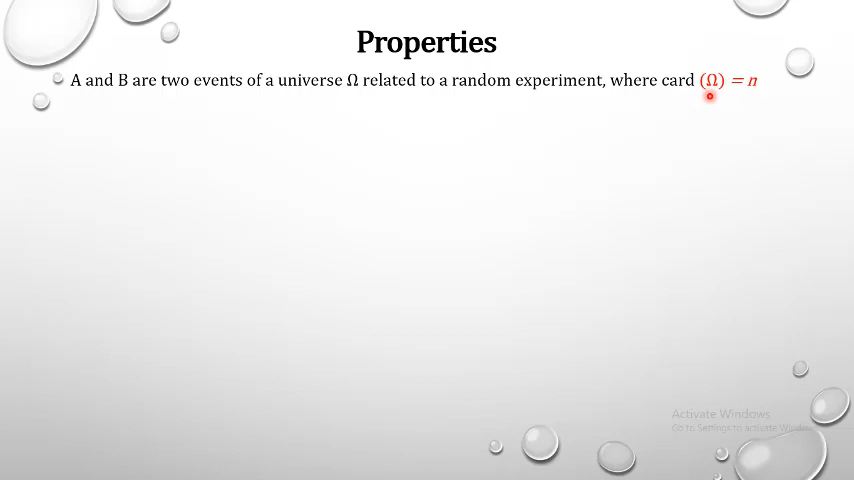 Properties
A and B are two events of a universe Ω related to a random experiment, where card (Ω) = n
Activate Windows
Go to Settings to activate Windows.